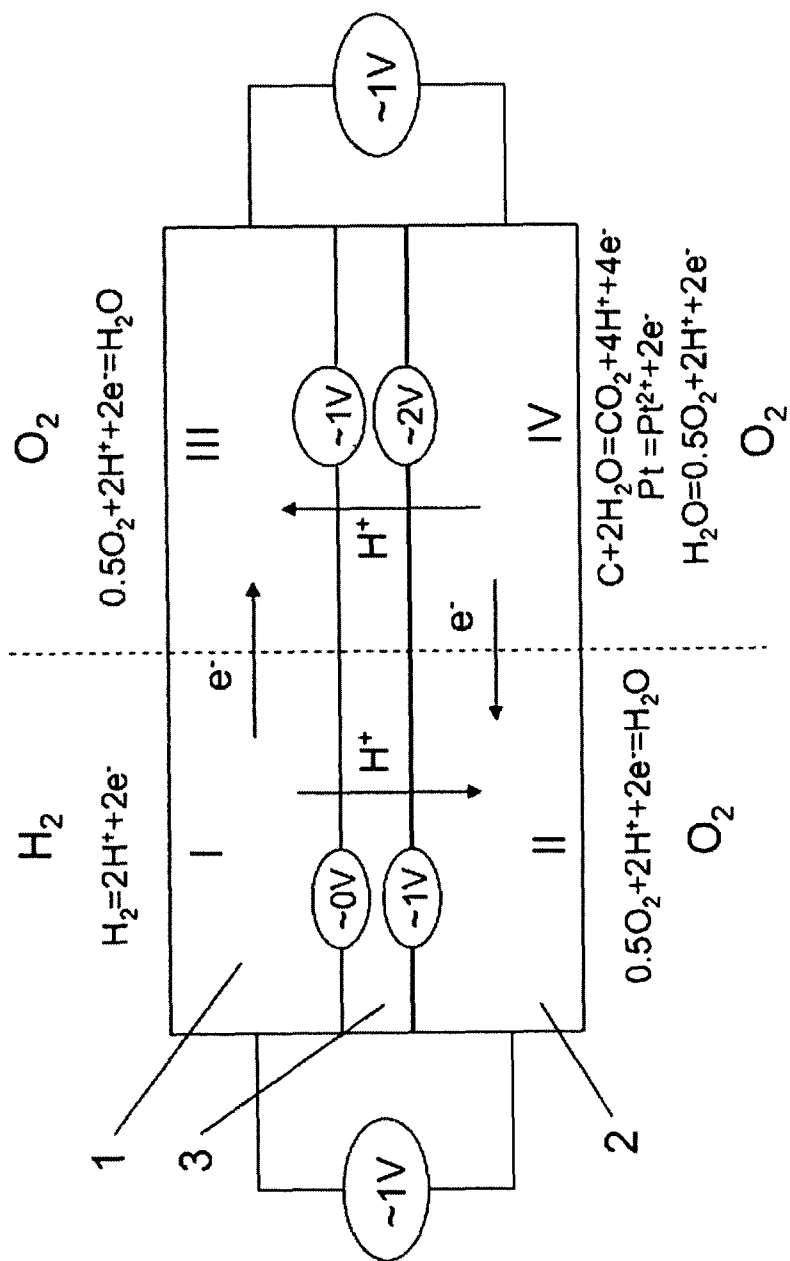 H₂
O₂
H₂=2H⁺+2e⁻
0.5O₂+2H⁺+2e⁻=H₂O
1
I
e⁻
III
~0V
~1V
~1V
3
H⁺
H⁺
~1V
~1V
~2V
2
II
e⁻
IV
0.5O₂+2H⁺+2e⁻=H₂O
C+2H₂O=CO₂+4H⁺+4e⁻
Pt=Pt²⁺+2e⁻
H₂O=0.5O₂+2H⁺+2e⁻
O₂
O₂